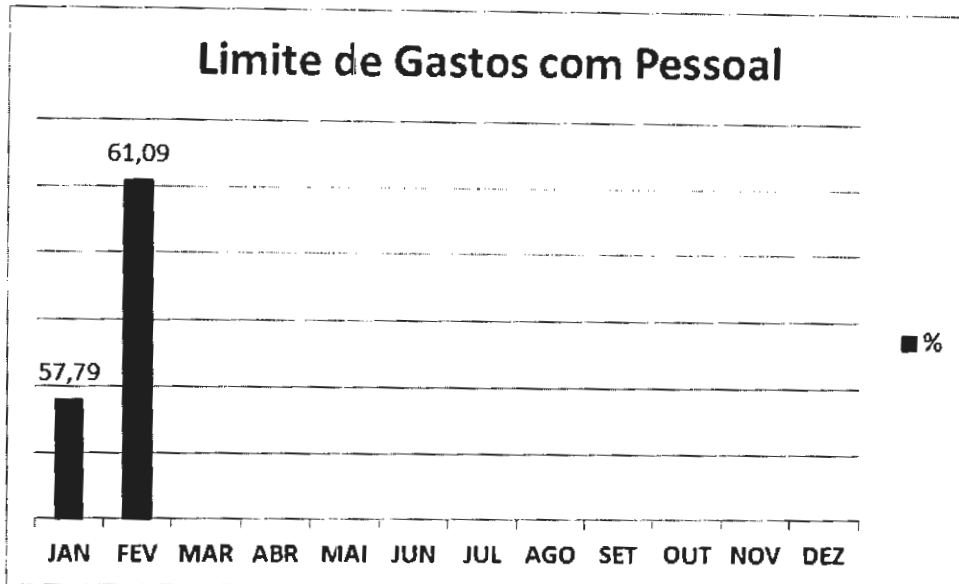 Limite de Gastos com Pessoal
61,09
57,79
%
JAN FEV MAR ABR MAI JUN JUL AGO SET OUT NOV DEZ